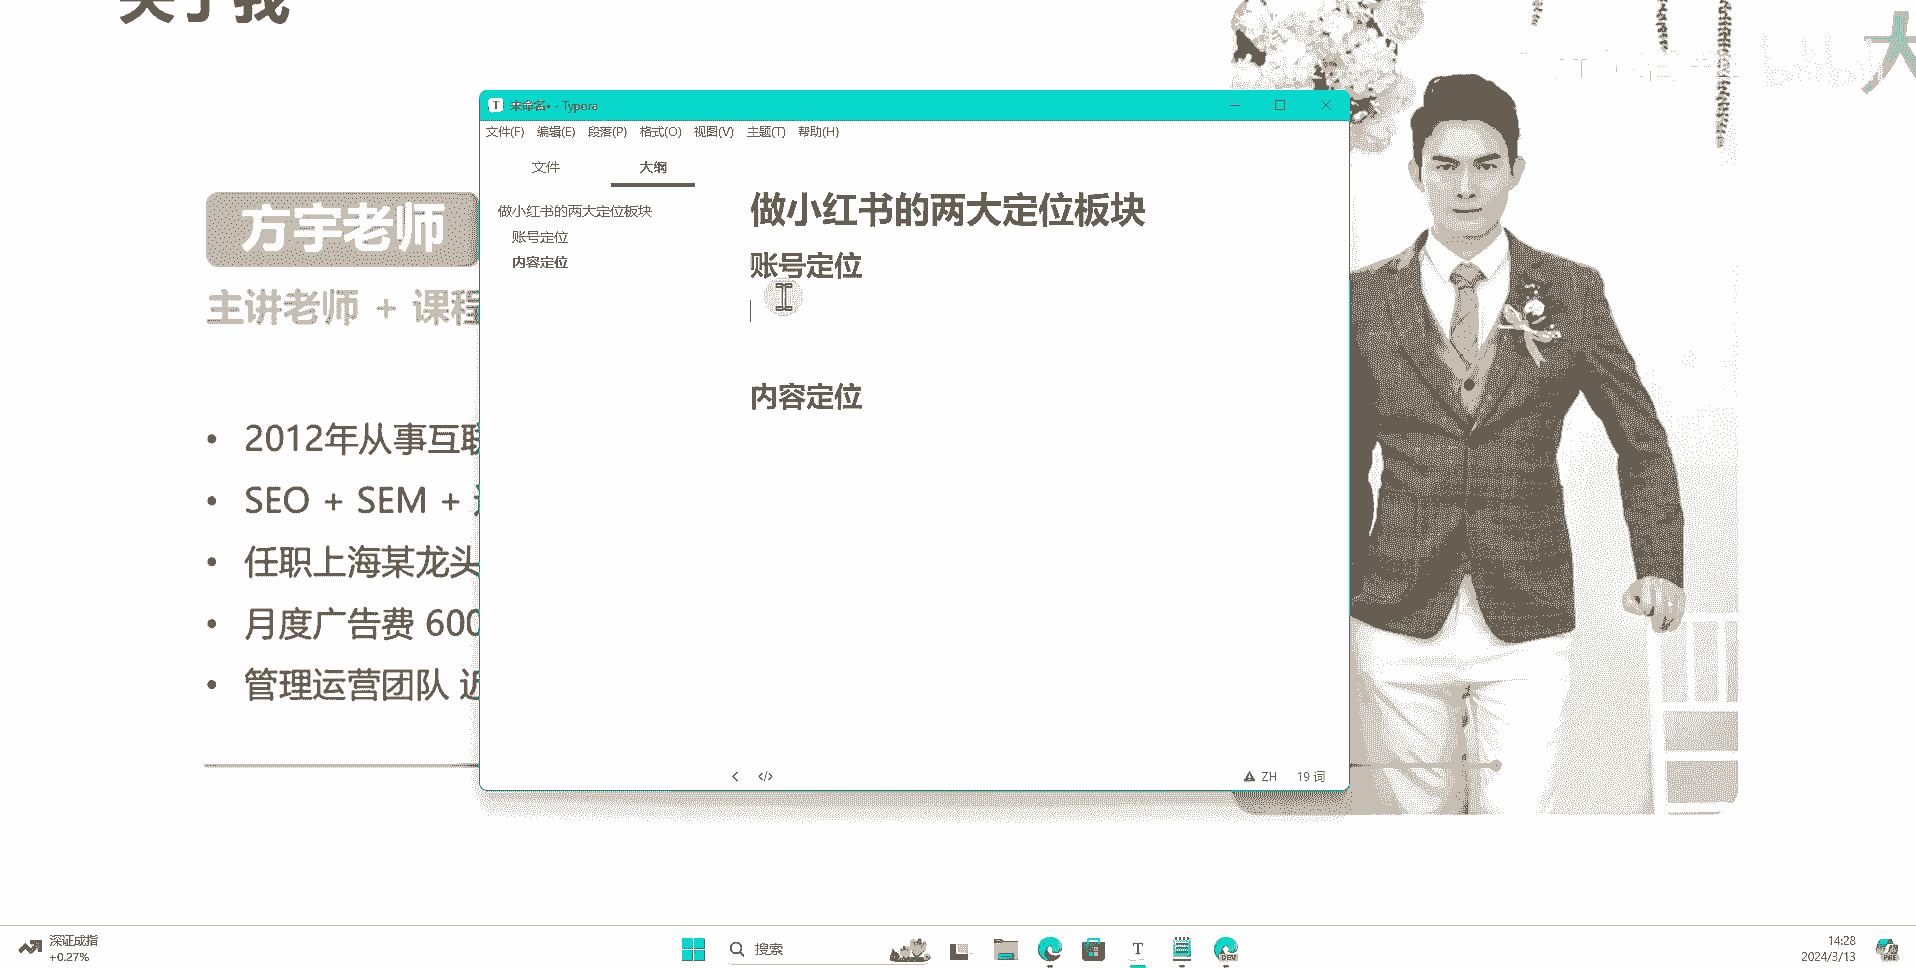 关于我
方宇老师
主讲老师 + 课程
2012年从事互联
SEO + SEM +
任职上海某龙头
月度广告费 600
管理运营团队 近
未命名• - Typora
文件(F) 编辑(E) 段落(P) 格式(O) 视图(V) 主题(T) 帮助(H)
文件 大纲
做小红书的两大定位板块
账号定位
内容定位
做小红书的两大定位板块
账号定位
内容定位
ZH 19 词
深证成指
+0.27%
搜索
T
DEV
14:28
2024/3/13
PRE